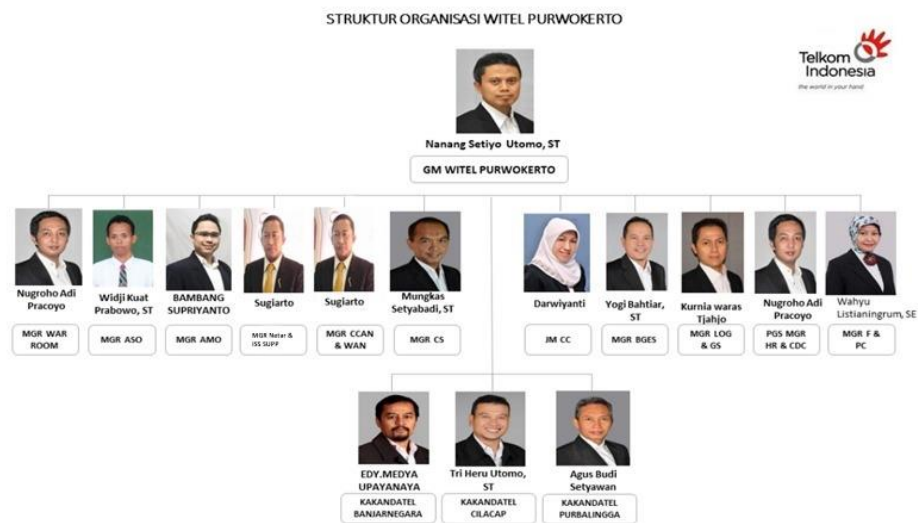 STRUKTUR ORGANISASI WITEL PURWOKERTO
Telkom
Indonesia
the world in your hand
Nanang Setiyo Utomo, ST
GM WITEL PURWOKERTO
Nugroho Adi
Pracoyo
MGR WAR
ROOM
Widji Kuat
Prabowo, ST
MGR ASO
BAMBANG
SUPRIYANTO
MGR AMO
Sugiarto
MGR Netar &
ISS SUPP
Sugiarto
MGR CCAN
& WAN
Mungkas
Setyabadi, ST
MGR CS
Darwiyanti
JM CC
Yogi Bahtiar,
ST
MGR BGES
Kurnia waras
Tjahjo
MGR LOG
& GS
Nugroho Adi
Pracoyo
PGS MGR
HR & CDC
Wahyu
Listianingrum, SE
MGR F &
PC
EDY.MEDYA
UPAYANAYA
KAKANDATEL
BANJARNEGARA
Tri Heru Utomo,
ST
KAKANDATEL
CILACAP
Agus Budi
Setyawan
KAKANDATEL
PURBALINGGA